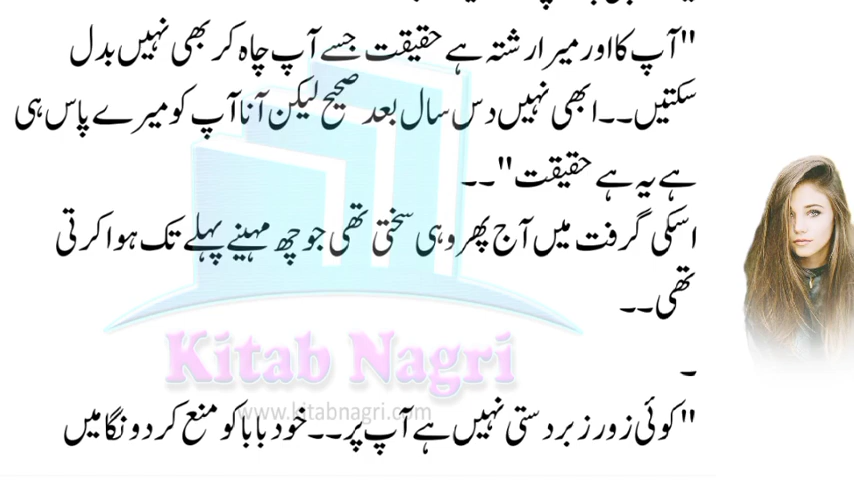 "آپ کا اور میرا رشتہ ہے حقیقت جسے آپ چاہ کر بھی نہیں بدل
سکتیں۔۔ابھی نہیں دس سال بعد صحیح لیکن آنا آپ کو میرے پاس ہی
ہے یہ ہے حقیقت"۔۔
اسکی گرفت میں آج پھر وہی سختی تھی جو چھ مہینے پہلے تک ہوا کرتی
تھی۔۔
Kitab Nagri
۔
www.kitabnagri.com
"کوئی زور زبردستی نہیں ہے آپ پر۔۔خود بابا کو منع کر دونگا میں